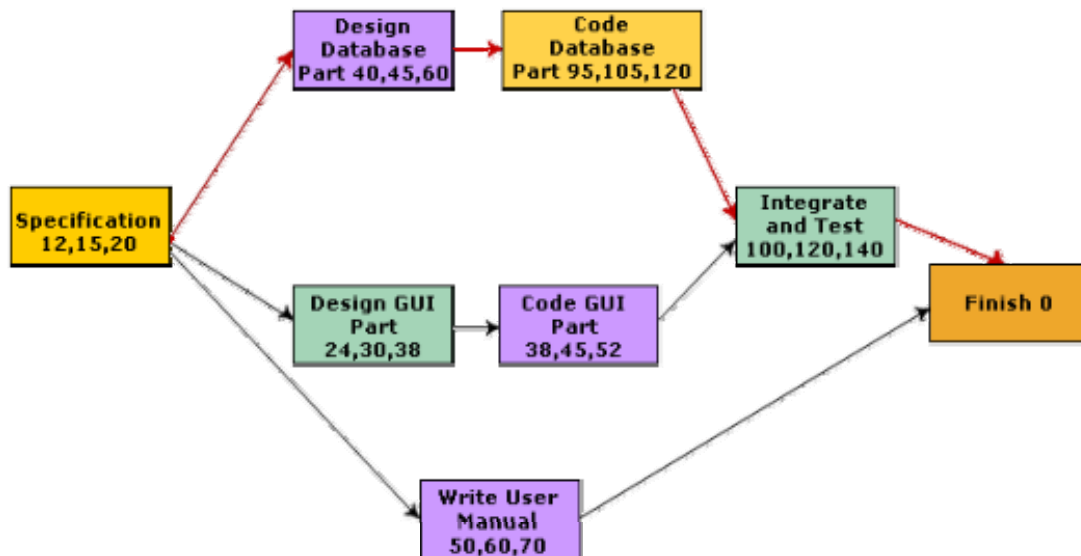 Design
Database
Part 40,45,60
Code
Database
Part 95,105,120
Specification
12,15,20
Integrate
and Test
100,120,140
Design GUI
Part
24,30,38
Code GUI
Part
38,45,52
Finish 0
Write User
Manual
50,60,70